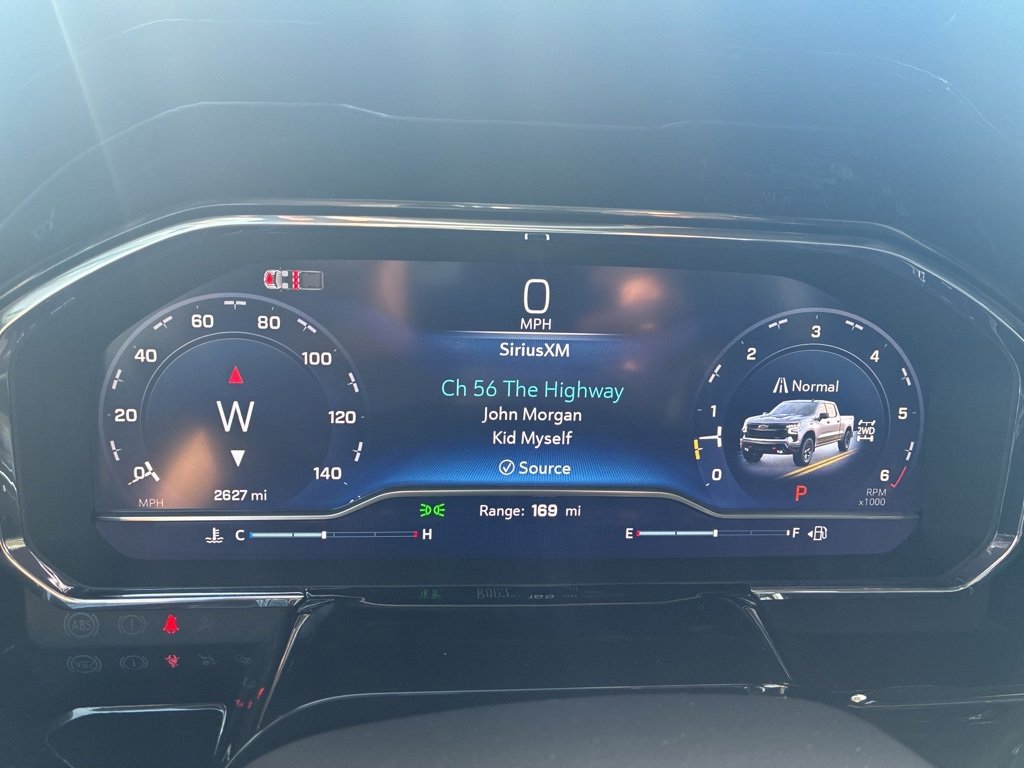 0
MPH
SiriusXM
Ch 56 The Highway
John Morgan
Kid Myself
Source
0
20
40
60
80
100
120
140
W
MPH
2627 mi
0
1
2
3
4
5
6
Normal
2WD
P
RPM
x1000
Range: 169 mi
C H
E F
ABS